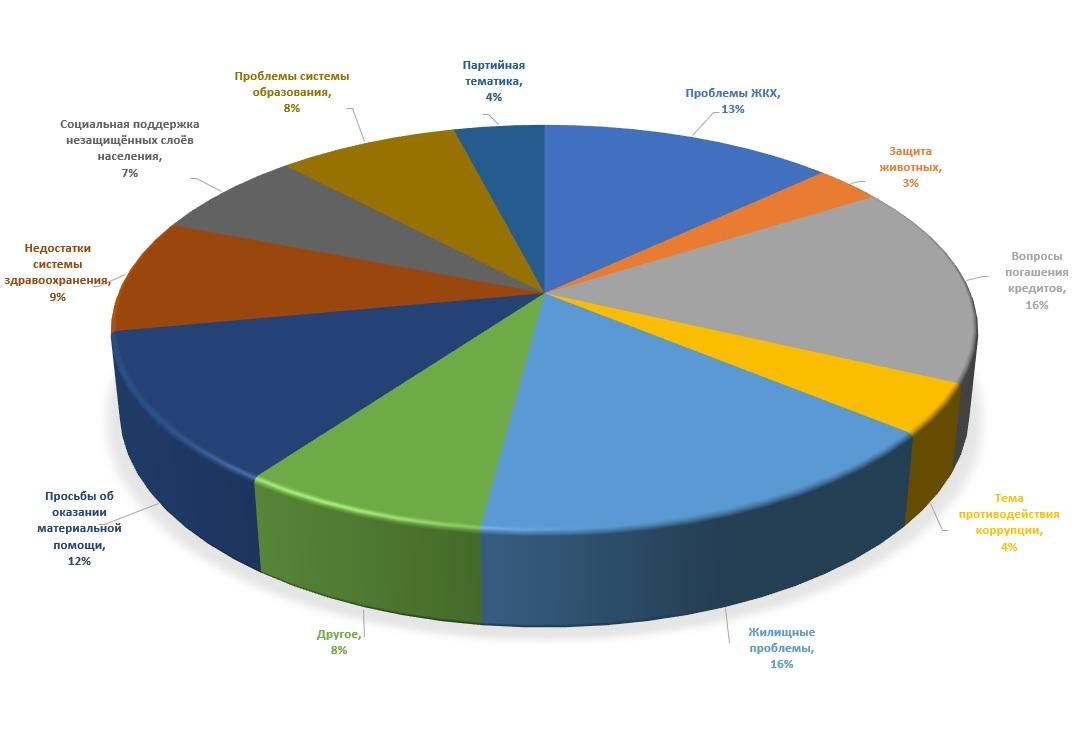 Партийная
тематика,
4%
Проблемы ЖКХ,
13%
Защита
животных,
3%
Вопросы
погашения
кредитов,
16%
Тема
противодействия
коррупции,
4%
Жилищные
проблемы,
16%
Другое,
8%
Просьбы об
оказании
материальной
помощи,
12%
Недостатки
системы
здравоохранения,
9%
Социальная поддержка
незащищённых слоёв
населения,
7%
Проблемы системы
образования,
8%